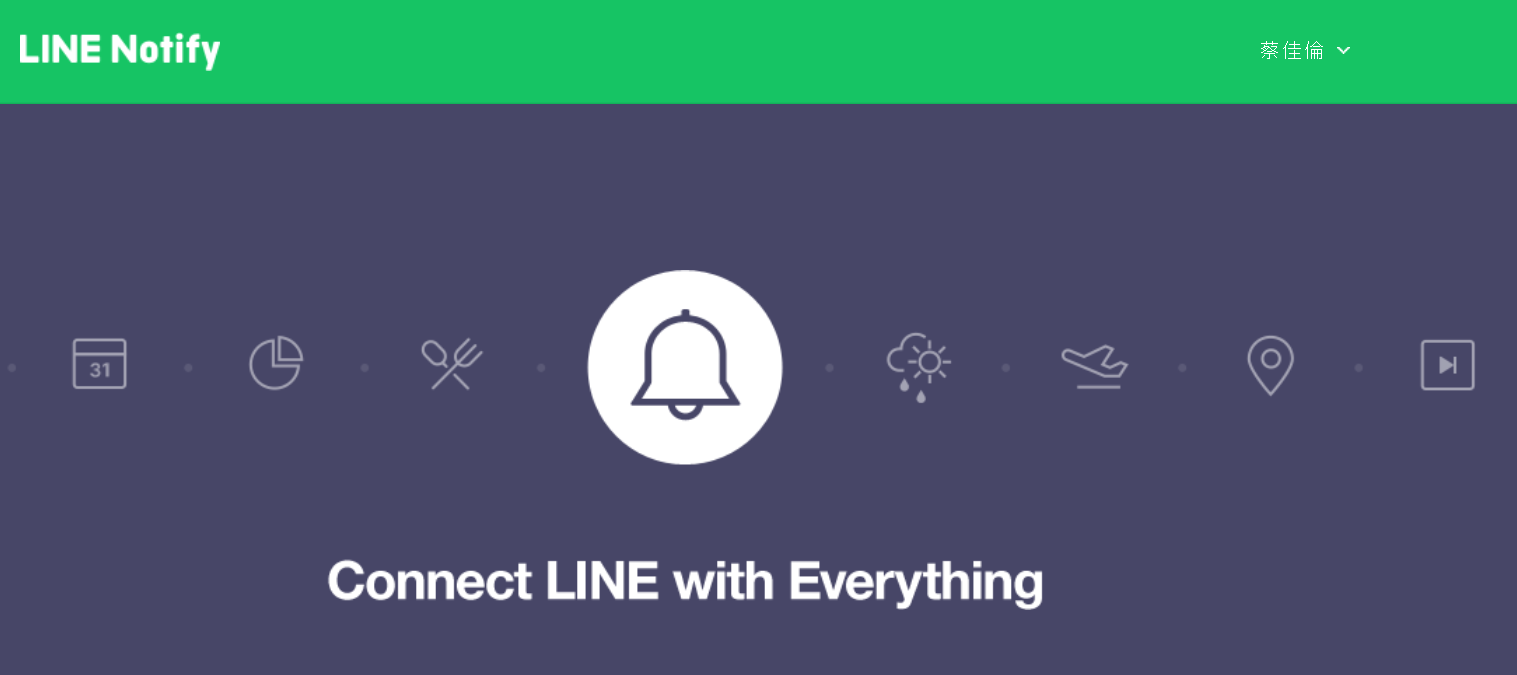 LINE Notify
蔡佳倫
31
Connect LINE with Everything